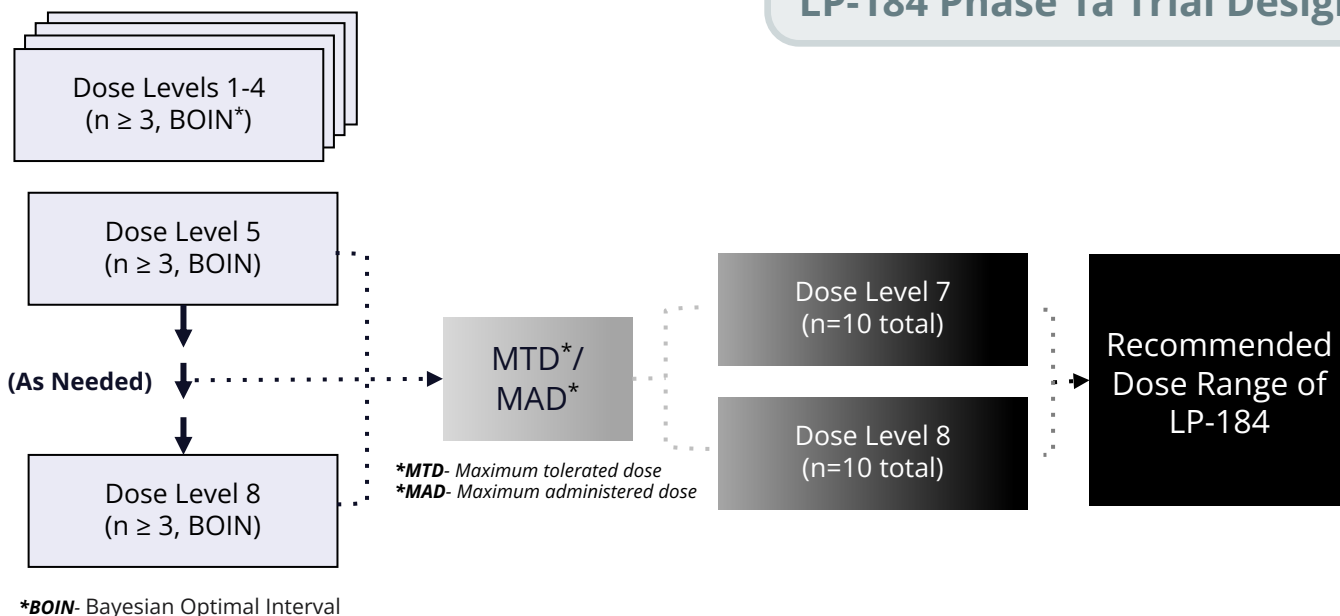 LP-184 Phase 1a Trial Design
Dose Levels 1-4
(n ≥ 3, BOIN*)
Dose Level 5
(n ≥ 3, BOIN)
(As Needed)
Dose Level 8
(n ≥ 3, BOIN)
*BOIN- Bayesian Optimal Interval
MTD*/
MAD*
*MTD- Maximum tolerated dose
*MAD- Maximum administered dose
Dose Level 7
(n=10 total)
Dose Level 8
(n=10 total)
Recommended
Dose Range of
LP-184